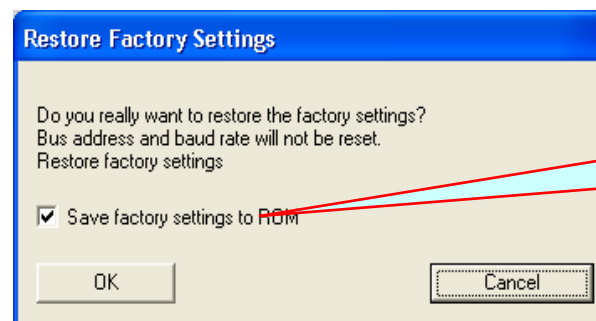 Restore Factory Settings
Do you really want to restore the factory settings?
Bus address and baud rate will not be reset.
Restore factory settings
Save factory settings to ROM
OK
Cancel